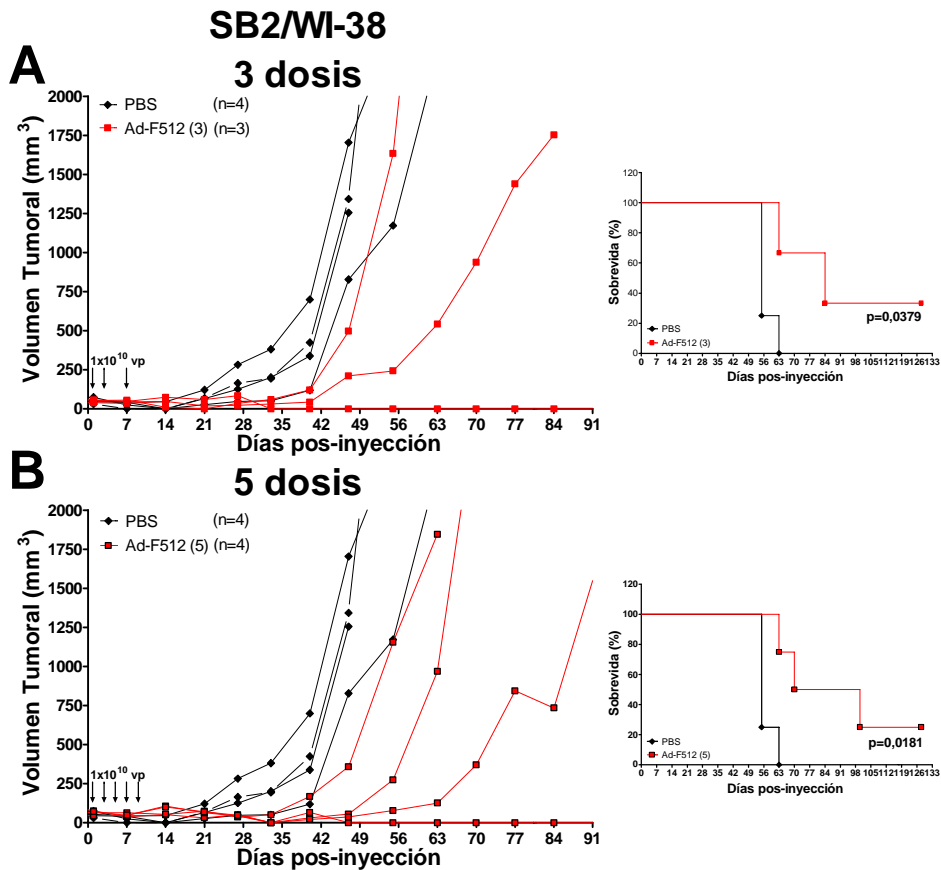 SB2/WI-38
A
3 dosis
Volumen Tumoral (mm³)
2000
1750
1500
1250
1000
750
500
250
0
PBS (n=4)
Ad-F512 (3) (n=3)
1x10¹⁰ vp
0 7 14 21 28 35 42 49 56 63 70 77 84 91
Días pos-inyección
Sobrevida (%)
120
100
80
60
40
20
0
PBS
Ad-F512 (3)
p=0,0379
0 7 14 21 28 35 42 49 56 63 70 77 84 91 98 105 112 119 126 133
Días pos-inyección
B
5 dosis
Volumen Tumoral (mm³)
2000
1750
1500
1250
1000
750
500
250
0
PBS (n=4)
Ad-F512 (5) (n=4)
1x10¹⁰ vp
0 7 14 21 28 35 42 49 56 63 70 77 84 91
Días pos-inyección
Sobrevida (%)
120
100
80
60
40
20
0
PBS
Ad-F512 (5)
p=0,0181
0 7 14 21 28 35 42 49 56 63 70 77 84 91 98 105 112 119 126 133
Días pos-inyección